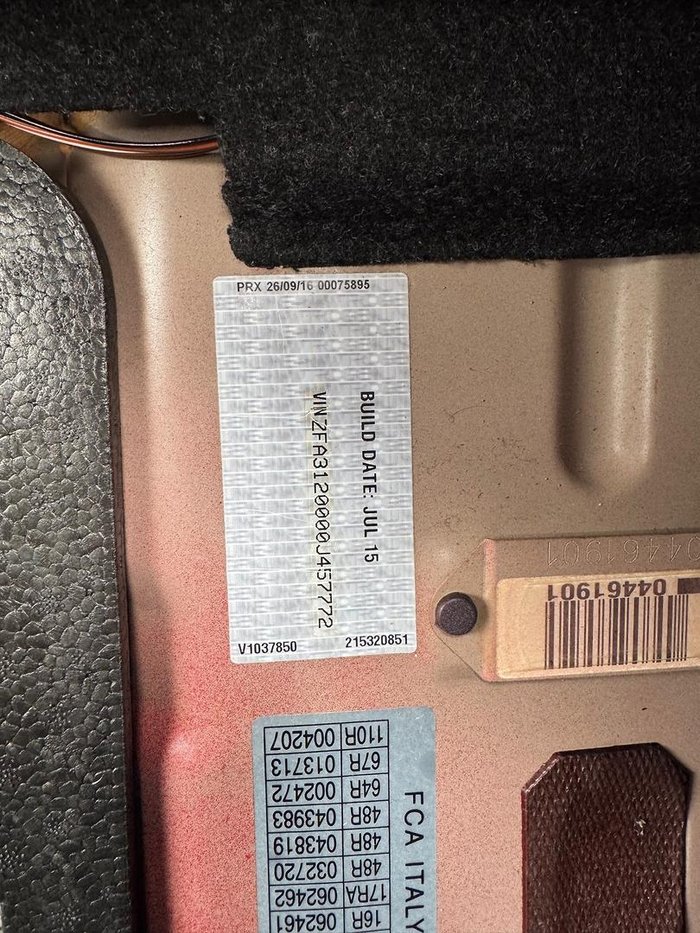 PRX 26/09/16 00075895
BUILD DATE: JUL 15
VIN ZFA3120000J457772
V1037850 215320851
04461901
FCA ITALY
16R 062461
17RA 062462
48R 032720
48R 043819
48R 043983
64R 002472
67R 013713
110R 004207